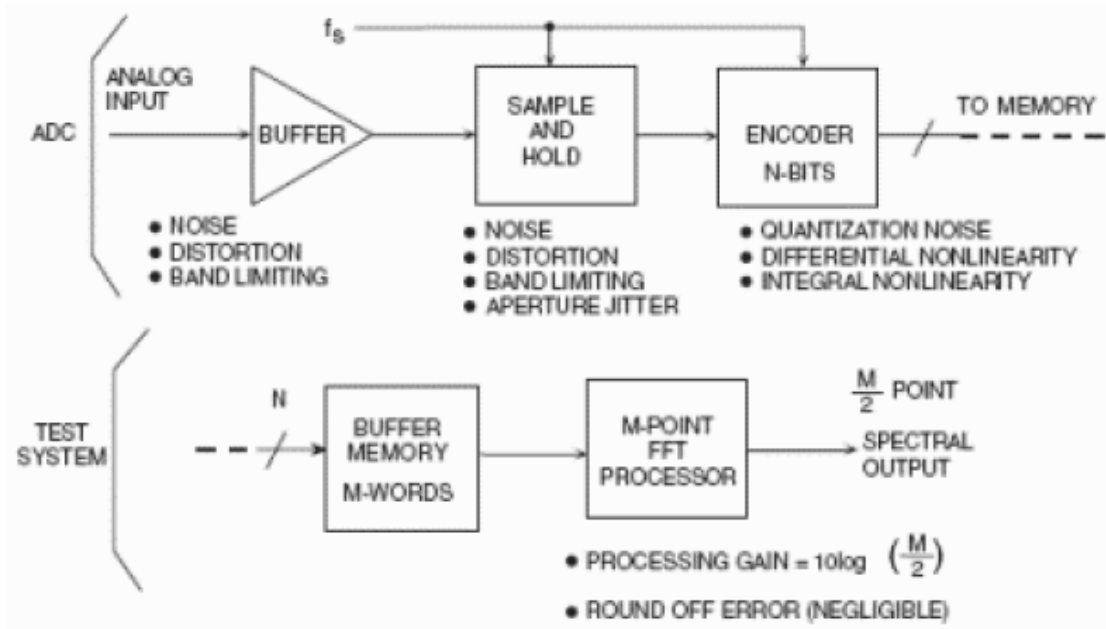 fs
ANALOG
INPUT
ADC
BUFFER
SAMPLE
AND
HOLD
ENCODER
N-BITS
TO MEMORY
● NOISE
● DISTORTION
● BAND LIMITING
● NOISE
● DISTORTION
● BAND LIMITING
● APERTURE JITTER
● QUANTIZATION NOISE
● DIFFERENTIAL NONLINEARITY
● INTEGRAL NONLINEARITY
TEST
SYSTEM
N
BUFFER
MEMORY
M-WORDS
M-POINT
FFT
PROCESSOR
M/2 POINT
SPECTRAL
OUTPUT
● PROCESSING GAIN = 10log (M/2)
● ROUND OFF ERROR (NEGLIGIBLE)